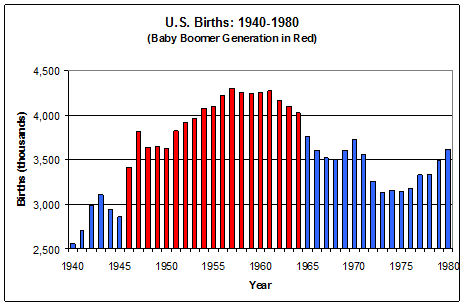 U.S. Births: 1940-1980
(Baby Boomer Generation in Red)
Births (thousands)
4,500
4,000
3,500
3,000
2,500
1940 1945 1950 1955 1960 1965 1970 1975 1980
Year